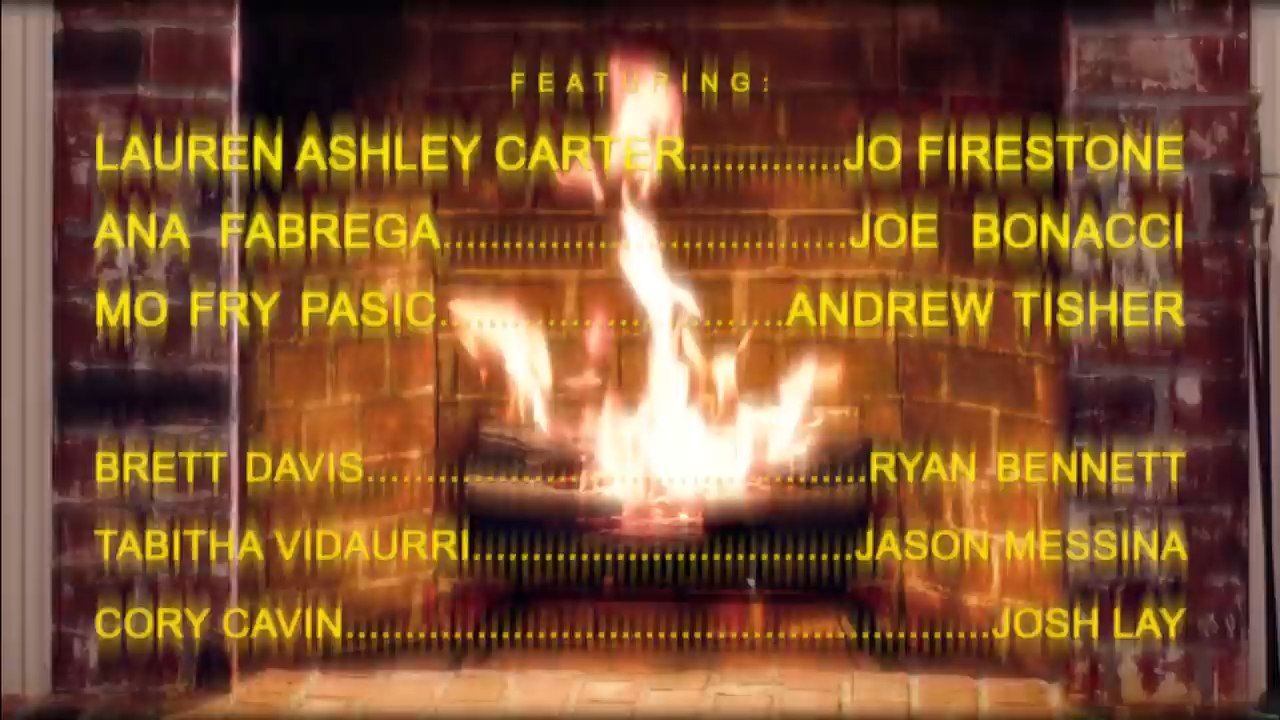 FEATURING:
LAUREN ASHLEY CARTER.............JO FIRESTONE
ANA FABREGA...................................JOE BONACCI
MO FRY PASIC..............................ANDREW TISHER
BRETT DAVIS...........................................RYAN BENNETT
TABITHA VIDAURRI.................................JASON MESSINA
CORY CAVIN........................................................JOSH LAY